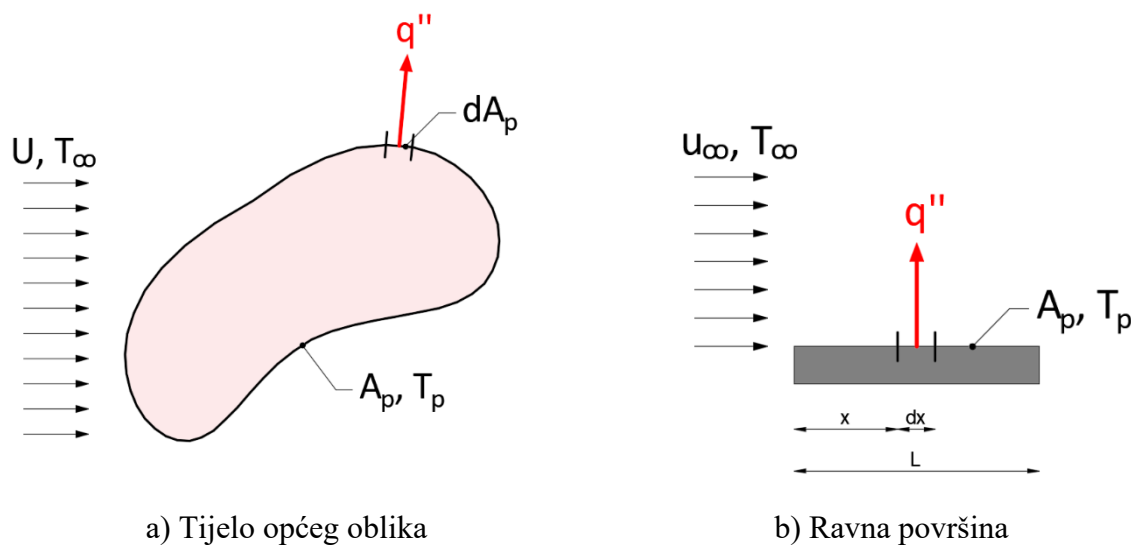 q''
dAₚ
U, T∞
Aₚ, Tₚ
a) Tijelo općeg oblika
u∞, T∞
q''
Aₚ, Tₚ
x
dx
L
b) Ravna površina